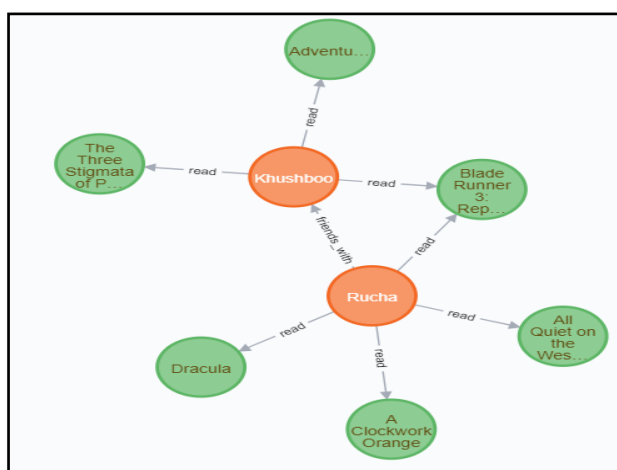 Adventu...
read
The
Three
Stigmata
of P...
read
Khushboo
read
Blade
Runner
3:
Rep...
friends_with
read
Rucha
read
All
Quiet on
the
Wes...
read
Dracula
read
A
Clockwork
Orange